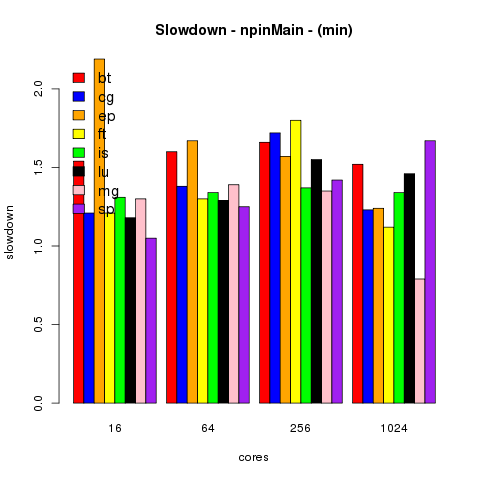 Slowdown - npinMain - (min)
bt
cg
ep
ft
is
lu
mg
sp
slowdown
2.0
1.5
1.0
0.5
0.0
16 64 256 1024
cores